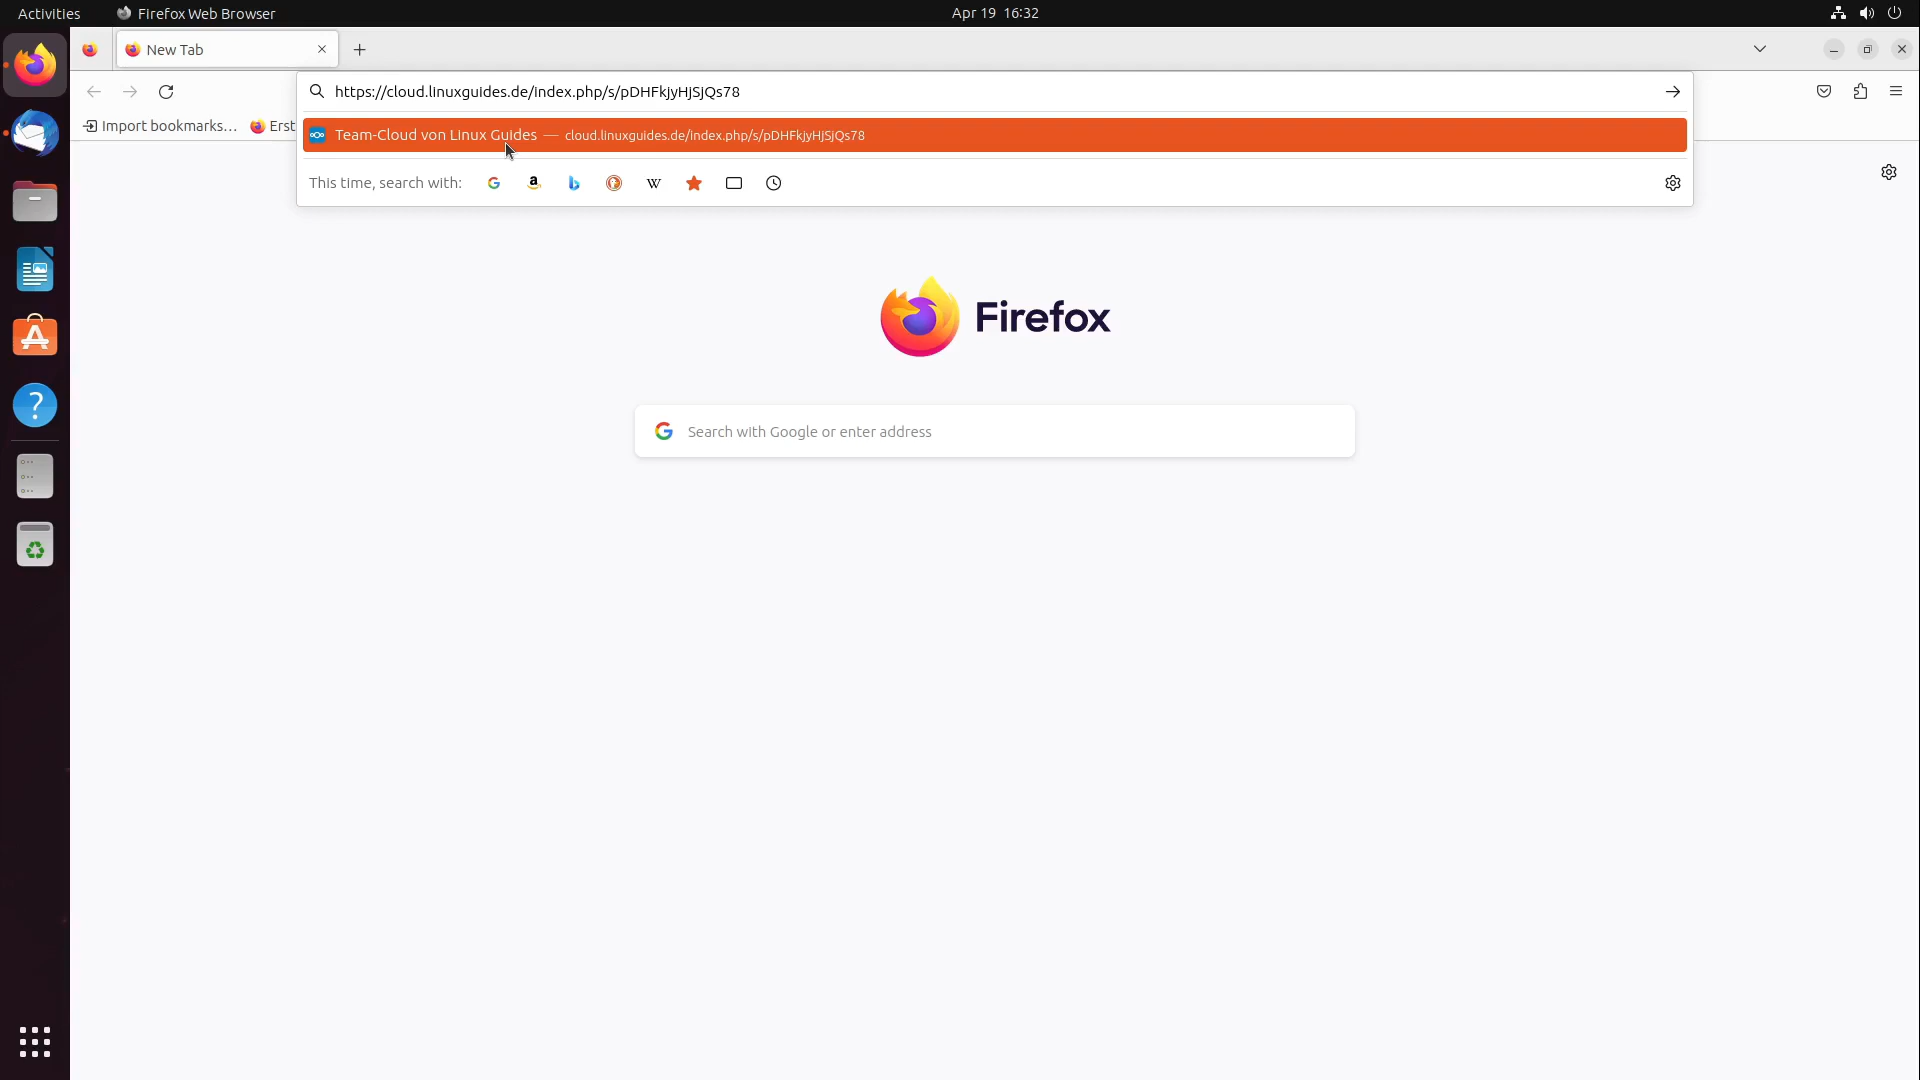 Activities Firefox Web Browser Apr 19 16:32
New Tab
https://cloud.linuxguides.de/index.php/s/pDHFkjyHJSJQs78
Import bookmarks... Erst
Team-Cloud von Linux Guides — cloud.linuxguides.de/index.php/s/pDHFkjyHJSJQs78
This time, search with:
Firefox
Search with Google or enter address